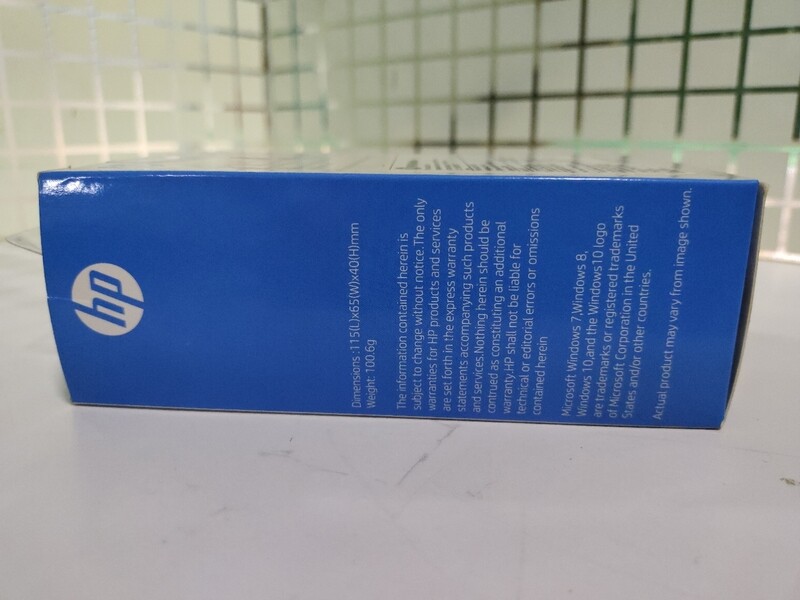 hp
Dimensions :115(L)x65(W)x40(H)mm
Weight: 100.6g
The information contained herein is
subject to change without notice.The only
warranties for HP products and services
are set forth in the express warranty
statements accompanying such products
and services.Nothing herein should be
contrued as constituting an additional
warranty.HP shall not be liable for
technical or editorial errors or omissions
contained herein
Microsoft Windows 7,Windows 8,
Windows 10,and the Windows10 logo
are trademarks or registered trademarks
of Microsoft Corporation in the United
States and/or other countries.
Actual product may vary from image shown.